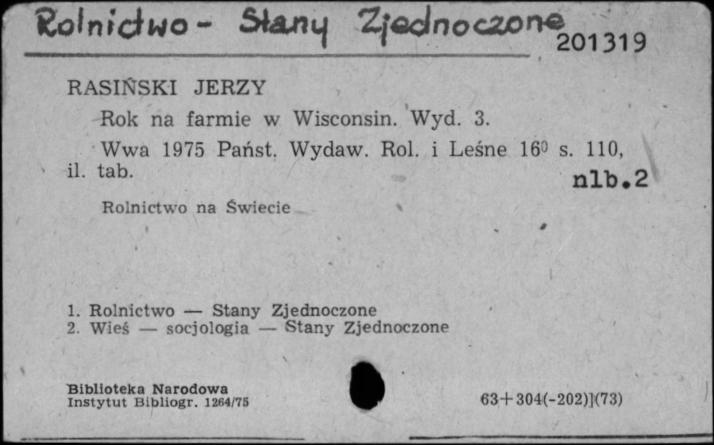 Rolnictwo - Stany Zjednoczone
201319
RASIŃSKI JERZY
Rok na farmie w Wisconsin. Wyd. 3.
Wwa 1975 Państ. Wydaw. Rol. i Leśne 16⁰ s. 110,
il. tab.
nlb.2
Rolnictwo na Świecie
1. Rolnictwo — Stany Zjednoczone
2. Wieś — socjologia — Stany Zjednoczone
Biblioteka Narodowa
Instytut Bibliogr. 1264/75
63+304(-202)](73)